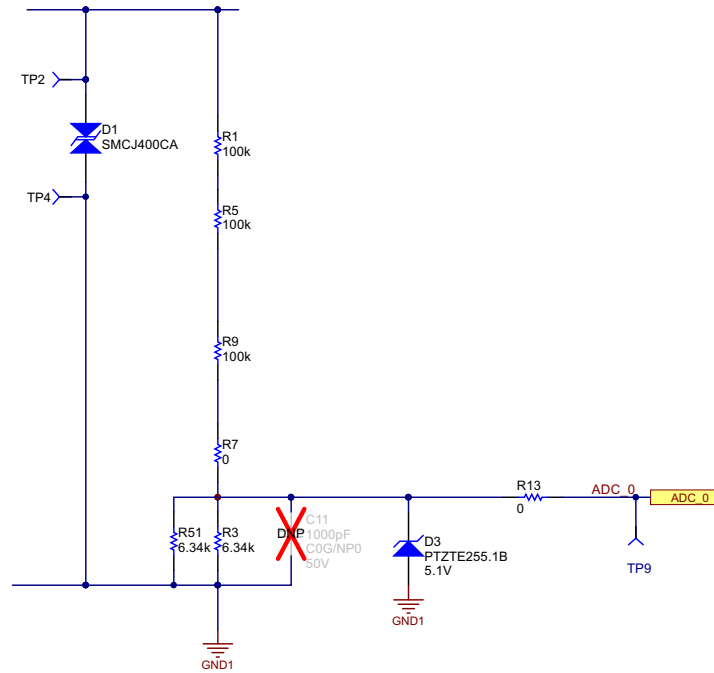 TP2
D1
SMCJ400CA
TP4
R1
100k
R5
100k
R9
100k
R7
0
R13
0
ADC_0
ADC_0
R51
6.34k
R3
6.34k
DNP
C11
1000pF
C0G/NP0
50V
D3
PTZTE255.1B
5.1V
TP9
GND1
GND1